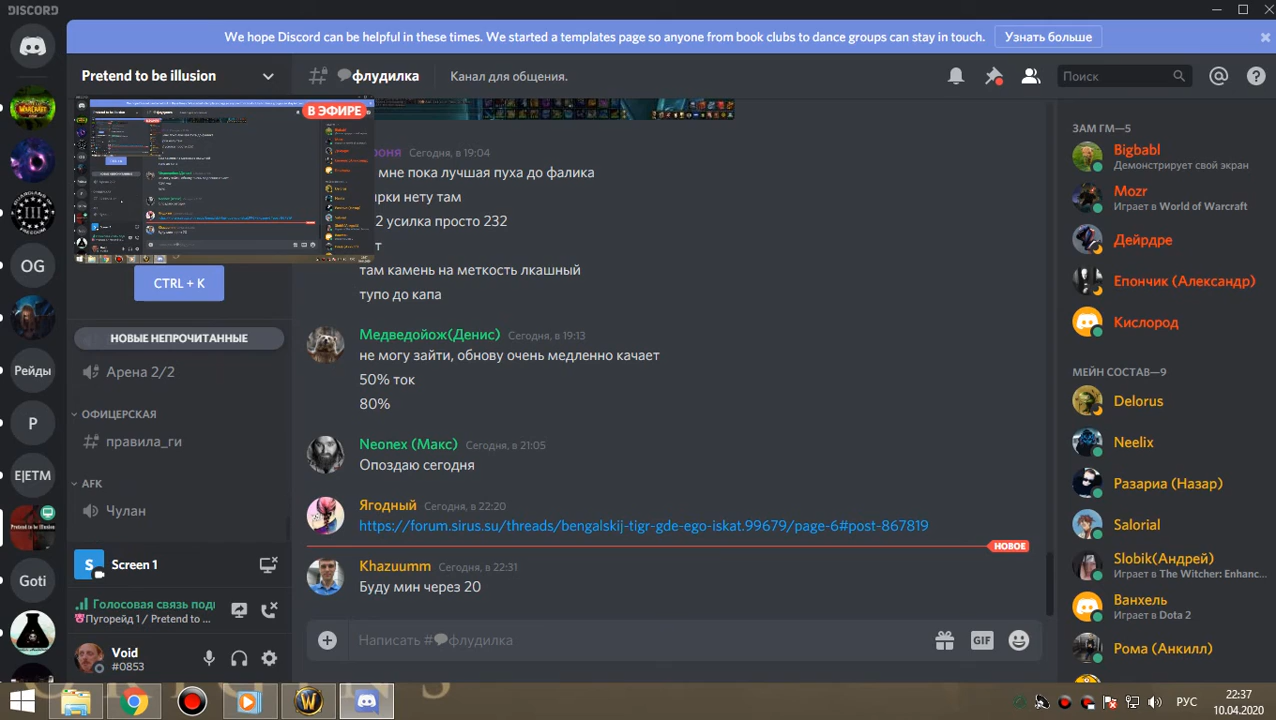 DISCORD
We hope Discord can be helpful in these times. We started a templates page so anyone from book clubs to dance groups can stay in touch.
Узнать больше
Pretend to be illusion
флудилка
Канал для общения.
Поиск
В ЭФИРЕ
CTRL + K
НОВЫЕ НЕПРОЧИТАННЫЕ
Арена 2/2
ОФИЦЕРСКАЯ
правила_ги
AFK
Чулан
Screen 1
Голосовая связь подк
Пугорейд 1 / Pretend to ...
Void
#0853
OG
Рейды
P
E|ETM
Goti
Сегодня, в 19:04
мне пока лучшая пуха до фалика
ирки нету там
2 усилка просто 232
т
там камень на меткость лкашный
тупо до капа
Медведойож(Денис) Сегодня, в 19:13
не могу зайти, обнову очень медленно качает
50% ток
80%
Neonex (Макс) Сегодня, в 21:05
Опоздаю сегодня
Ягодный Сегодня, в 22:20
https://forum.sirus.su/threads/bengalskij-tigr-gde-ego-iskat.99679/page-6#post-867819
НОВОЕ
Khazuumm Сегодня, в 22:31
Буду мин через 20
Написать #флудилка
GIF
ЗАМ ГМ—5
Bigbabl
Демонстрирует свой экран
Mozr
Играет в World of Warcraft
Дейрдре
Епончик (Александр)
Кислород
МЕЙН СОСТАВ—9
Delorus
Neelix
Разариа (Назар)
Salorial
Slobik(Андрей)
Играет в The Witcher: Enhanc...
Ванхель
Играет в Dota 2
Рома (Анкилл)
РУС
22:37
10.04.2020